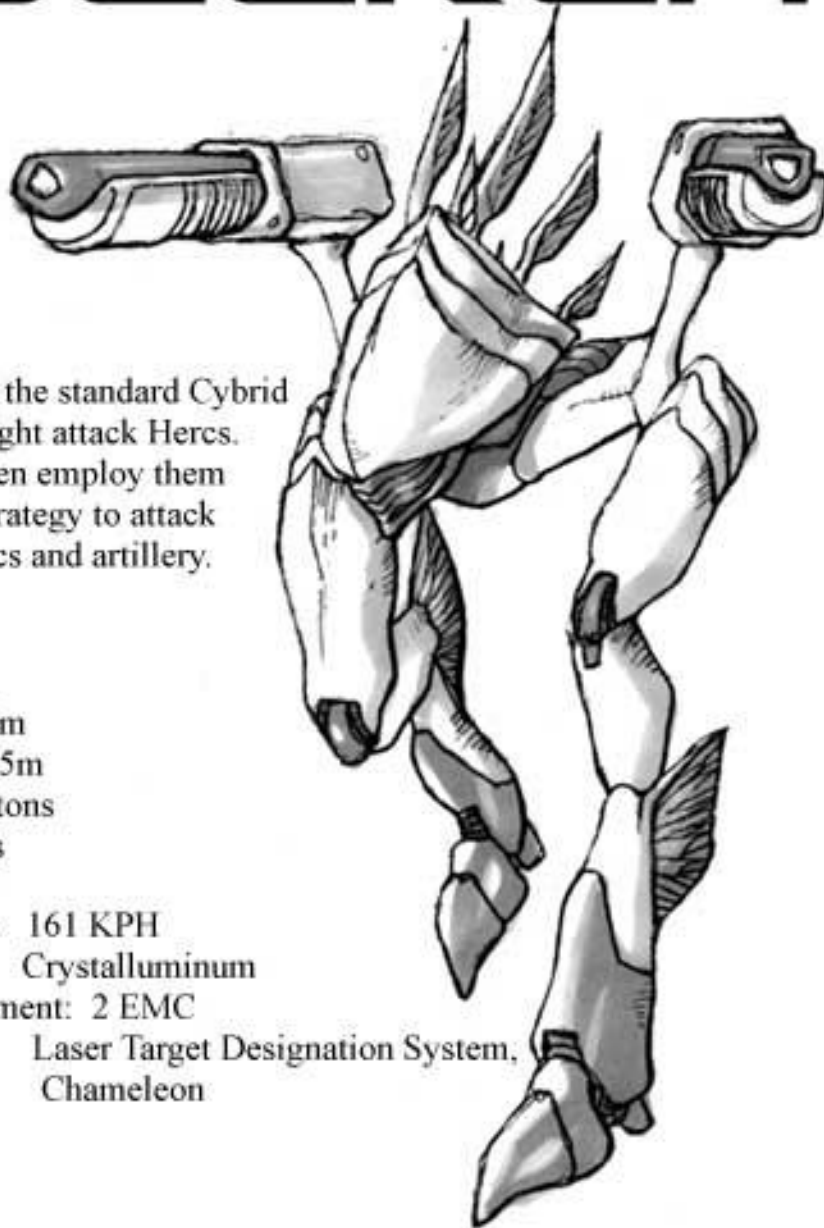 the standard Cybrid
ght attack Hercs.
en employ them
rategy to attack
cs and artillery.
m
5m
tons
s
161 KPH
Crystalluminum
ment: 2 EMC
Laser Target Designation System,
Chameleon